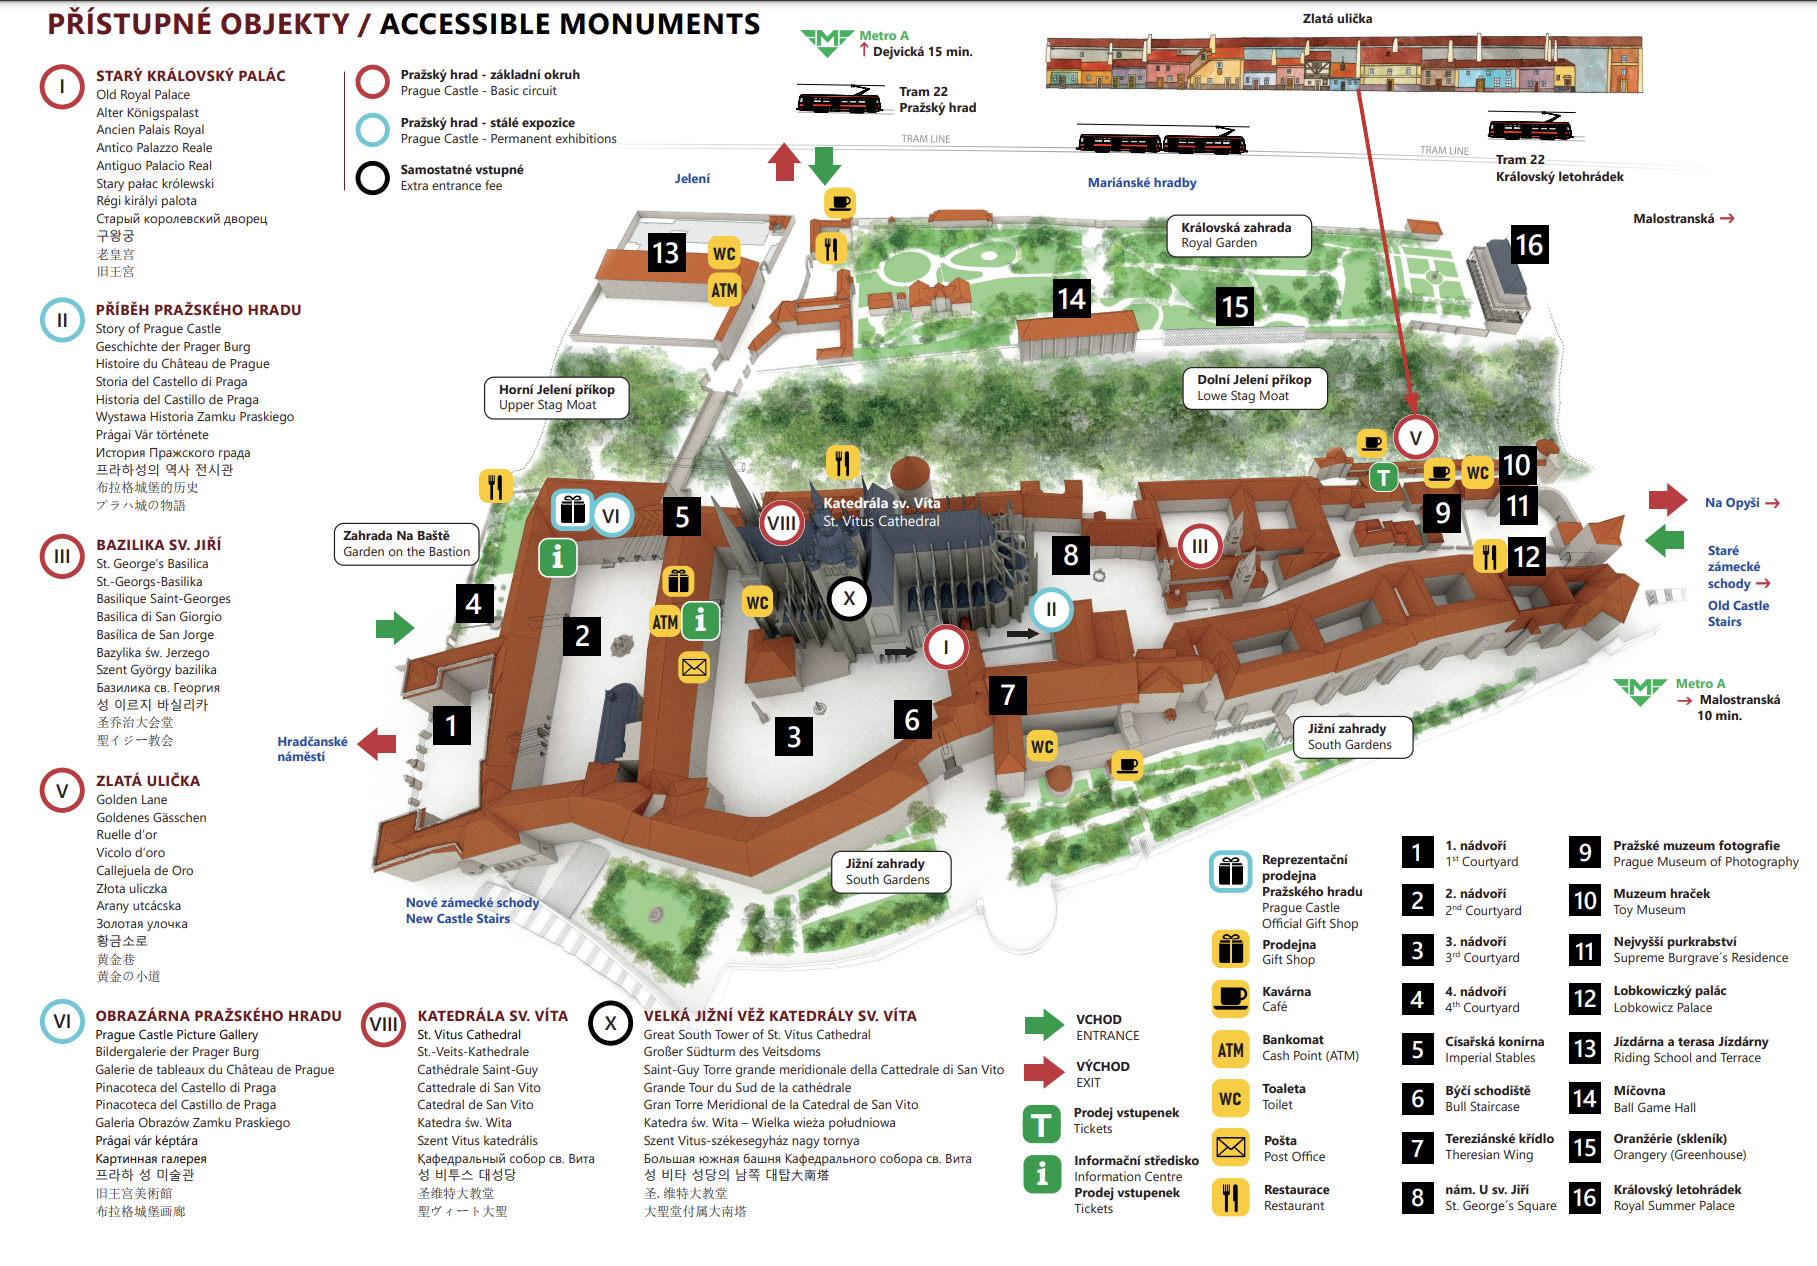 PŘÍSTUPNÉ OBJEKTY / ACCESSIBLE MONUMENTS
I
STARÝ KRÁLOVSKÝ PALÁC
Old Royal Palace
Alter Königspalast
Ancien Palais Royal
Antico Palazzo Reale
Antiguo Palacio Real
Stary pałac królewski
Régi királyi palota
Старый королевский дворец
구왕궁
老皇宫
旧王宮
II
PŘÍBĚH PRAŽSKÉHO HRADU
Story of Prague Castle
Geschichte der Prager Burg
Histoire du Château de Prague
Storia del Castello di Praga
Historia del Castillo de Praga
Wystawa Historia Zamku Praskiego
Prágai Vár története
История Пражского града
프라하성의 역사 전시관
布拉格城堡的历史
プラハ城の物語
III
BAZILIKA SV. JIŘÍ
St. George's Basilica
St.-Georgs-Basilika
Basilique Saint-Georges
Basilica di San Giorgio
Basílica de San Jorge
Bazylika św. Jerzego
Szent György bazilika
Базилика св. Георгия
성 이르지 바실리카
圣乔治大会堂
聖イジー教会
V
ZLATÁ ULIČKA
Golden Lane
Goldenes Gässchen
Ruelle d'or
Vicolo d'oro
Callejuela de Oro
Złota uliczka
Arany utcácska
Золотая улочка
황금소로
黄金巷
黄金の小道
VI
OBRAZÁRNA PRAŽSKÉHO HRADU
Prague Castle Picture Gallery
Bildergalerie der Prager Burg
Galerie de tableaux du Château de Prague
Pinacoteca del Castello di Praga
Pinacoteca del Castillo de Praga
Galeria Obrazów Zamku Praskiego
Prágai vár képtára
Картинная галерея
프라하 성 미술관
旧王宮美術館
布拉格城堡画廊
VIII
KATEDRÁLA SV. VÍTA
St. Vitus Cathedral
St.-Veits-Kathedrale
Cathédrale Saint-Guy
Cattedrale di San Vito
Catedral de San Vito
Katedra św. Wita
Szent Vitus katedrális
Қафедральный собор св. Вита
성 비투스 대성당
圣维特大教堂
聖ヴィート大聖
X
VELKÁ JIŽNÍ VĚŽ KATEDRÁLY SV. VÍTA
Great South Tower of St. Vitus Cathedral
Großer Südturm des Veitsdoms
Saint-Guy Torre grande meridionale della Cattedrale di San Vito
Grande Tour du Sud de la cathédrale
Gran Torre Meridional de la Catedral de San Vito
Katedra św. Wita – Wielka wieża południowa
Szent Vitus-székesegyház nagy tornya
Большая южная башня Кафедрального собора св. Вита
성 비타 성당의 남쪽 대탑大南塔
圣. 维特大教堂
大聖堂付属大南塔
Pražský hrad - základní okruh
Prague Castle - Basic circuit
Pražský hrad - stálé expozice
Prague Castle - Permanent exhibitions
Samostatné vstupné
Extra entrance fee
Metro A
↑ Dejvická 15 min.
Tram 22
Pražský hrad
TRAM LINE
Zlatá ulička
TRAM LINE
Tram 22
Královský letohrádek
Jelení
Mariánské hradby
Malostranská →
13
WC
ATM
Královská zahrada
Royal Garden
16
14
15
Horní Jelení příkop
Upper Stag Moat
Dolní Jelení příkop
Lowe Stag Moat
V
T
WC
10
11
9
12
Na Opyši →
Staré
zámecké
schody →
Old Castle
Stairs
VI
5
VIII
Katedrála sv. Víta
St. Vitus Cathedral
III
8
Zahrada Na Baště
Garden on the Bastion
i
4
2
ATM
i
WC
X
II
I
1
3
6
7
WC
Hradčanské
náměstí
Metro A
→ Malostranská
10 min.
Jižní zahrady
South Gardens
Jižní zahrady
South Gardens
Nové zámecké schody
New Castle Stairs
VCHOD
ENTRANCE
VÝCHOD
EXIT
T
Prodej vstupenek
Tickets
i
Informační středisko
Information Centre
Prodej vstupenek
Tickets
Reprezentační
prodejna
Pražského hradu
Prague Castle
Official Gift Shop
Prodejna
Gift Shop
Kavárna
Café
ATM
Bankomat
Cash Point (ATM)
WC
Toaleta
Toilet
Pošta
Post Office
Restaurace
Restaurant
1
1. nádvoří
1st Courtyard
2
2. nádvoří
2nd Courtyard
3
3. nádvoří
3rd Courtyard
4
4. nádvoří
4th Courtyard
5
Císařská konírna
Imperial Stables
6
Býčí schodiště
Bull Staircase
7
Tereziánské křídlo
Theresian Wing
8
nám. U sv. Jiří
St. George´s Square
9
Pražské muzeum fotografie
Prague Museum of Photography
10
Muzeum hraček
Toy Museum
11
Nejvyšší purkrabství
Supreme Burgrave´s Residence
12
Lobkowiczký palác
Lobkowicz Palace
13
Jízdárna a terasa Jízdárny
Riding School and Terrace
14
Míčovna
Ball Game Hall
15
Oranžérie (skleník)
Orangery (Greenhouse)
16
Královský letohrádek
Royal Summer Palace